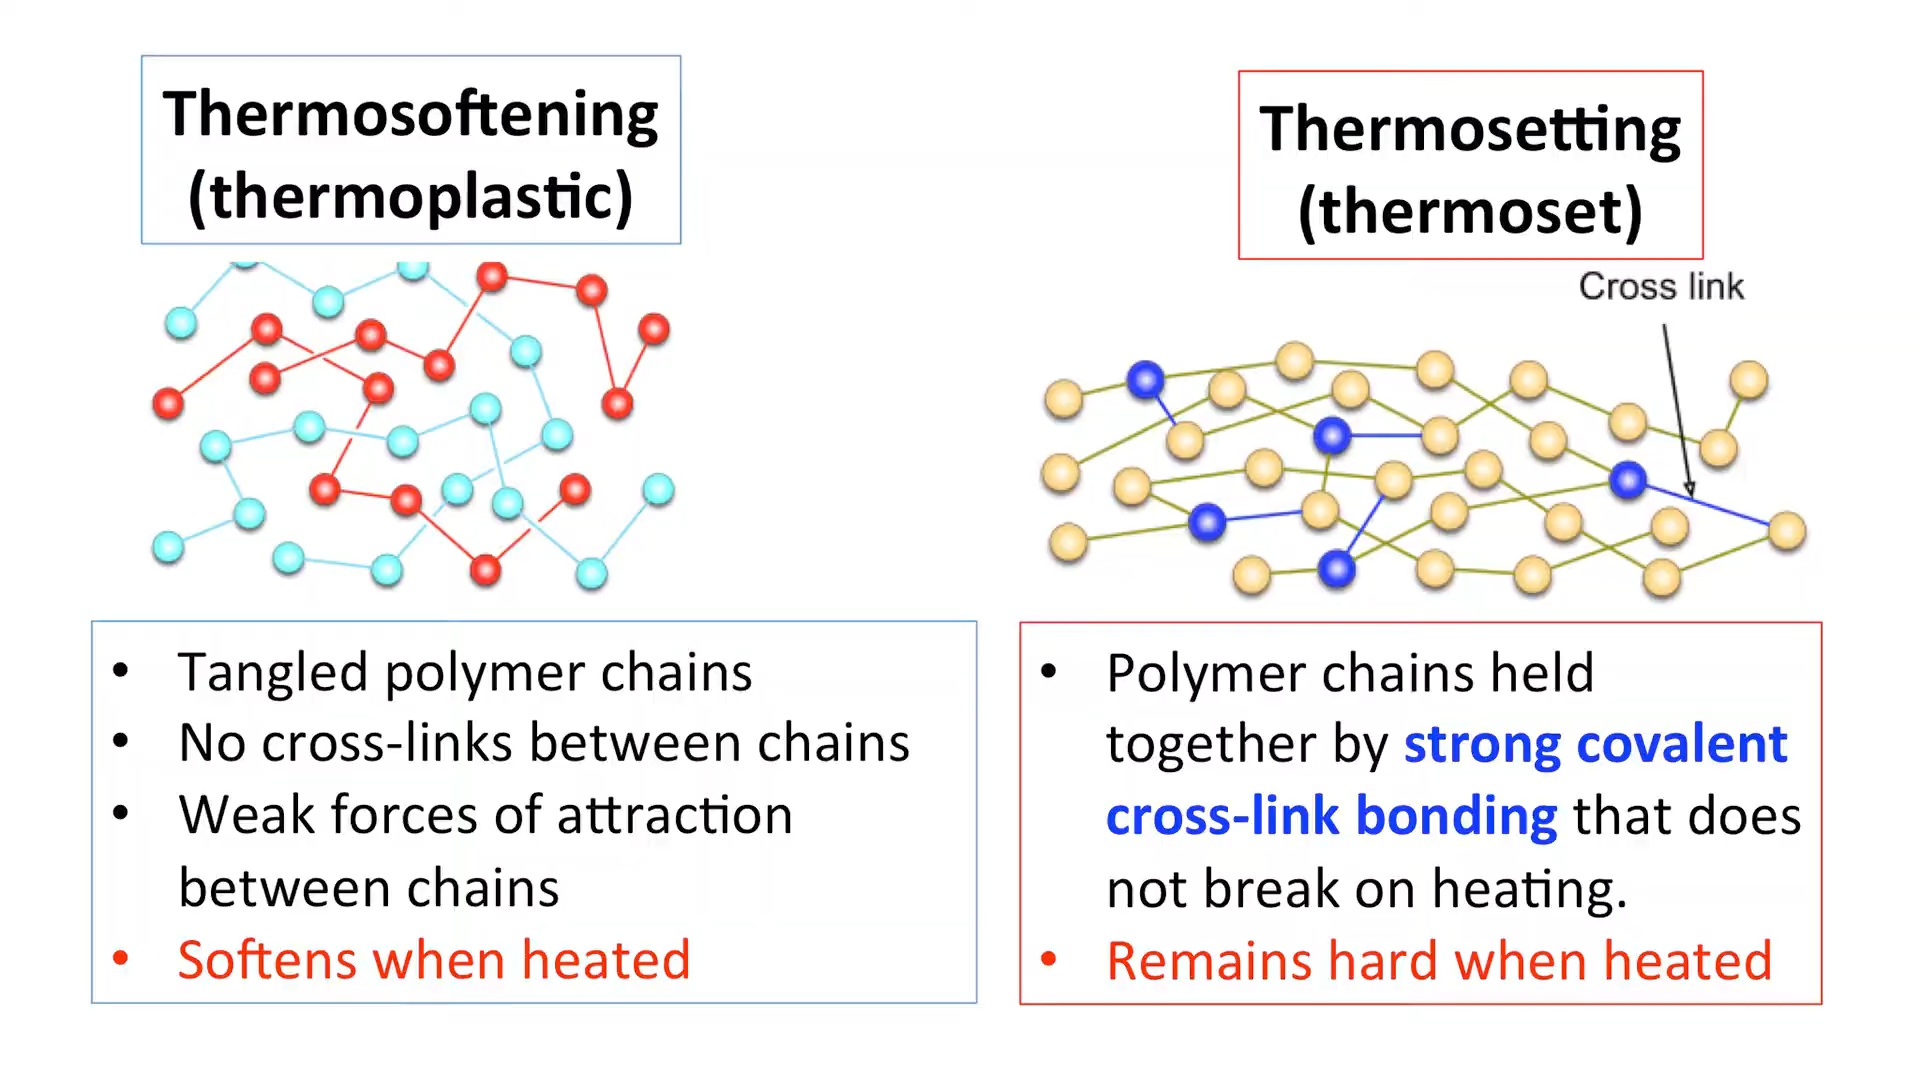 Thermosoftening
(thermoplastic)
Thermosetting
(thermoset)
Cross link
• Tangled polymer chains
• No cross-links between chains
• Weak forces of attraction
between chains
• Softens when heated
• Polymer chains held
together by strong covalent
cross-link bonding that does
not break on heating.
• Remains hard when heated